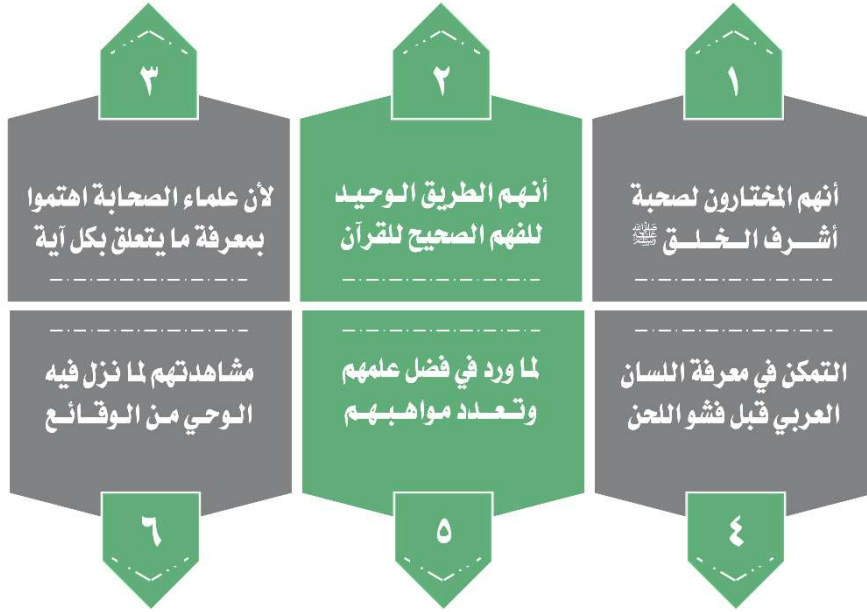 ١
أنهم المختارون لصحبة
أشرف الخلق ﷺ
٢
أنهم الطريق الوحيد
للفهم الصحيح للقرآن
٣
لأن علماء الصحابة اهتموا
بمعرفة ما يتعلق بكل آية
التمكن في معرفة اللسان
العربي قبل فشو اللحن
٤
لما ورد في فضل علمهم
وتعدد مواهبهم
٥
مشاهدتهم لما نزل فيه
الوحي من الوقائع
٦